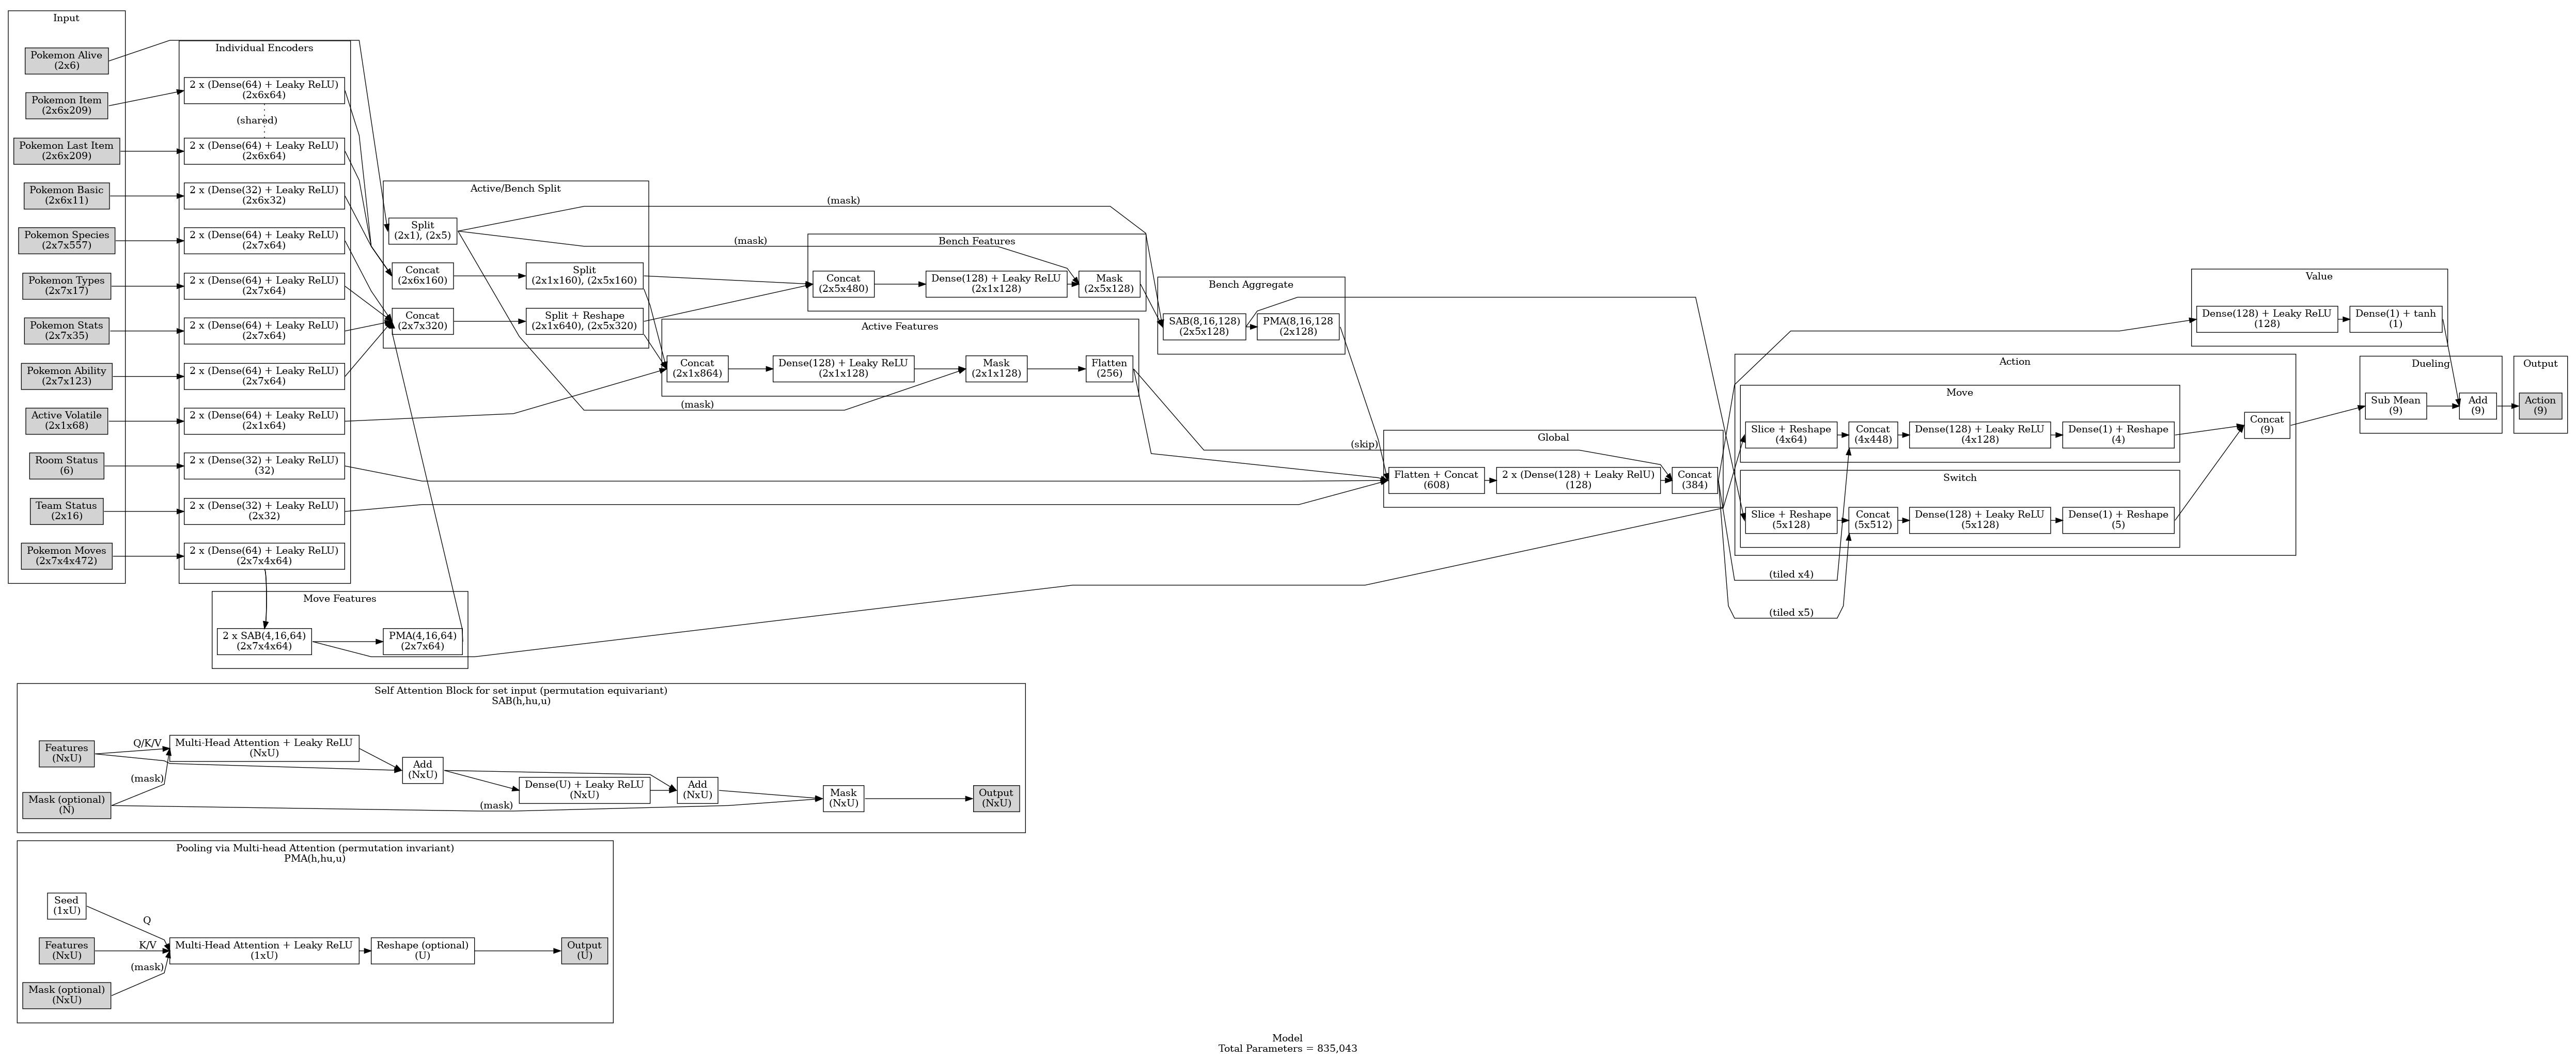 Input
Pokemon Alive
(2x6)
Pokemon Item
(2x6x209)
Pokemon Last Item
(2x6x209)
Pokemon Basic
(2x6x11)
Pokemon Species
(2x7x557)
Pokemon Types
(2x7x17)
Pokemon Stats
(2x7x35)
Pokemon Ability
(2x7x123)
Active Volatile
(2x1x68)
Room Status
(6)
Team Status
(2x16)
Pokemon Moves
(2x7x4x472)
Individual Encoders
2 x (Dense(64) + Leaky ReLU)
(2x6x64)
(shared)
2 x (Dense(64) + Leaky ReLU)
(2x6x64)
2 x (Dense(32) + Leaky ReLU)
(2x6x32)
2 x (Dense(64) + Leaky ReLU)
(2x7x64)
2 x (Dense(64) + Leaky ReLU)
(2x7x64)
2 x (Dense(64) + Leaky ReLU)
(2x7x64)
2 x (Dense(64) + Leaky ReLU)
(2x7x64)
2 x (Dense(64) + Leaky ReLU)
(2x1x64)
2 x (Dense(32) + Leaky ReLU)
(32)
2 x (Dense(32) + Leaky ReLU)
(2x32)
2 x (Dense(64) + Leaky ReLU)
(2x7x4x64)
Move Features
2 x SAB(4,16,64)
(2x7x4x64)
PMA(4,16,64)
(2x7x64)
Active/Bench Split
Split
(2x1), (2x5)
Concat
(2x6x160)
Split
(2x1x160), (2x5x160)
Concat
(2x7x320)
Split + Reshape
(2x1x640), (2x5x320)
(mask)
(mask)
(mask)
Bench Features
Concat
(2x5x480)
Dense(128) + Leaky ReLU
(2x1x128)
Mask
(2x5x128)
Active Features
Concat
(2x1x864)
Dense(128) + Leaky ReLU
(2x1x128)
Mask
(2x1x128)
Flatten
(256)
Bench Aggregate
SAB(8,16,128)
(2x5x128)
PMA(8,16,128
(2x128)
(skip)
Global
Flatten + Concat
(608)
2 x (Dense(128) + Leaky RelU)
(128)
Concat
(384)
Action
Move
Slice + Reshape
(4x64)
Concat
(4x448)
Dense(128) + Leaky ReLU
(4x128)
Dense(1) + Reshape
(4)
Switch
Slice + Reshape
(5x128)
Concat
(5x512)
Dense(128) + Leaky ReLU
(5x128)
Dense(1) + Reshape
(5)
Concat
(9)
(tiled x4)
(tiled x5)
Value
Dense(128) + Leaky ReLU
(128)
Dense(1) + tanh
(1)
Dueling
Sub Mean
(9)
Add
(9)
Output
Action
(9)
Self Attention Block for set input (permutation equivariant)
SAB(h,hu,u)
Features
(NxU)
Mask (optional)
(N)
Q/K/V
(mask)
Multi-Head Attention + Leaky ReLU
(NxU)
Add
(NxU)
Dense(U) + Leaky ReLU
(NxU)
Add
(NxU)
(mask)
Mask
(NxU)
Output
(NxU)
Pooling via Multi-head Attention (permutation invariant)
PMA(h,hu,u)
Seed
(1xU)
Features
(NxU)
Mask (optional)
(NxU)
Q
K/V
(mask)
Multi-Head Attention + Leaky ReLU
(1xU)
Reshape (optional)
(U)
Output
(U)
Model
Total Parameters = 835,043